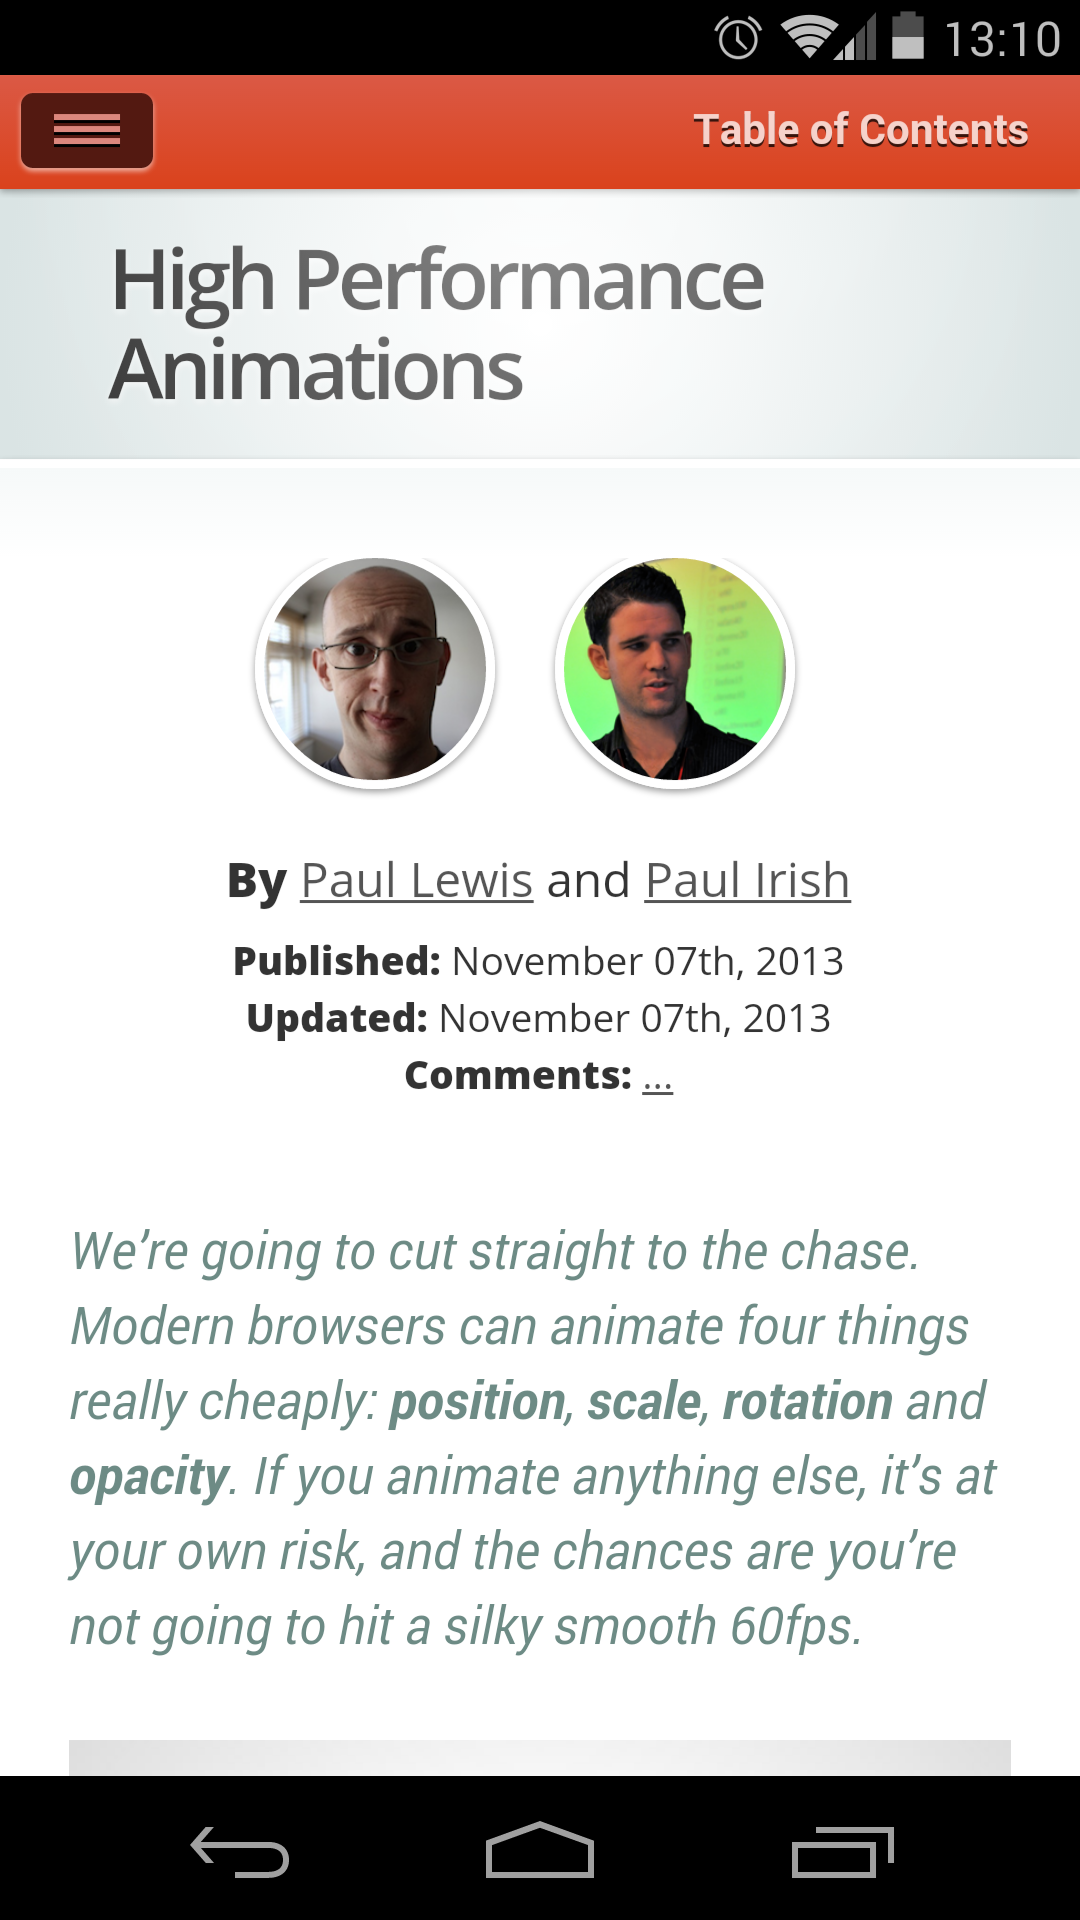 13:10
Table of Contents
High Performance
Animations
By Paul Lewis and Paul Irish
Published: November 07th, 2013
Updated: November 07th, 2013
Comments: ...
We’re going to cut straight to the chase.
Modern browsers can animate four things
really cheaply: position, scale, rotation and
opacity. If you animate anything else, it’s at
your own risk, and the chances are you’re
not going to hit a silky smooth 60fps.